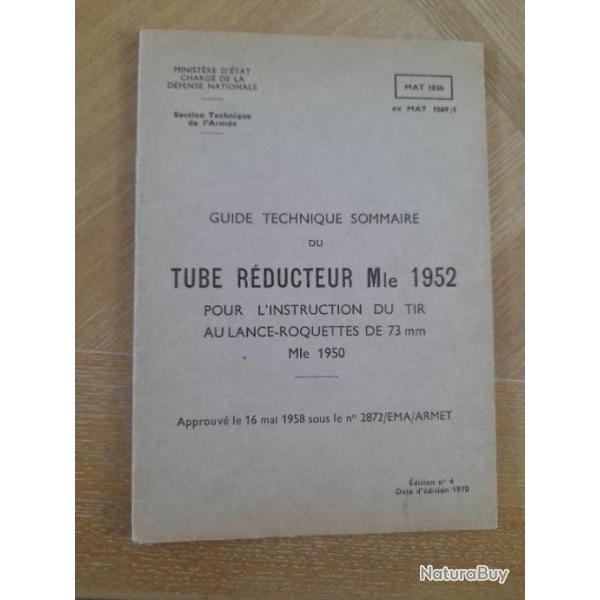 MINISTÈRE D'ÉTAT
CHARGÉ DE LA
DÉFENSE NATIONALE
Section Technique
de l'Armée
MAT 1036
ex MAT 1069/1
GUIDE TECHNIQUE SOMMAIRE
DU
TUBE RÉDUCTEUR Mle 1952
POUR L'INSTRUCTION DU TIR
AU LANCE-ROQUETTES DE 73 mm
Mle 1950
Approuvé le 16 mai 1958 sous le nº 2872/EMA/ARMET
Édition nº 4
Date d'édition 1970
NaturaBuy